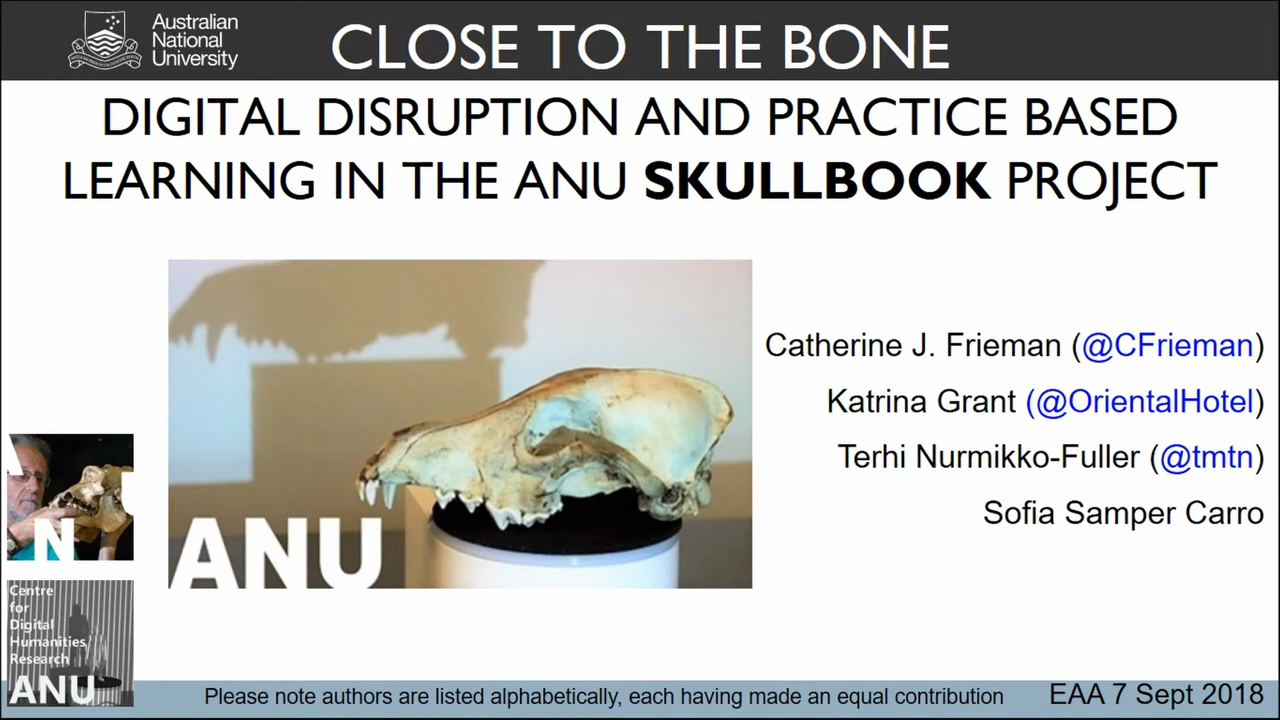 Australian
National
University
CLOSE TO THE BONE
DIGITAL DISRUPTION AND PRACTICE BASED
LEARNING IN THE ANU SKULLBOOK PROJECT
Catherine J. Frieman (@CFrieman)
Katrina Grant (@OrientalHotel)
Terhi Nurmikko-Fuller (@tmtn)
Sofia Samper Carro
ANU
A
N
U
Centre
for
Digital
Humanities
Research
ANU
Please note authors are listed alphabetically, each having made an equal contribution
EAA 7 Sept 2018